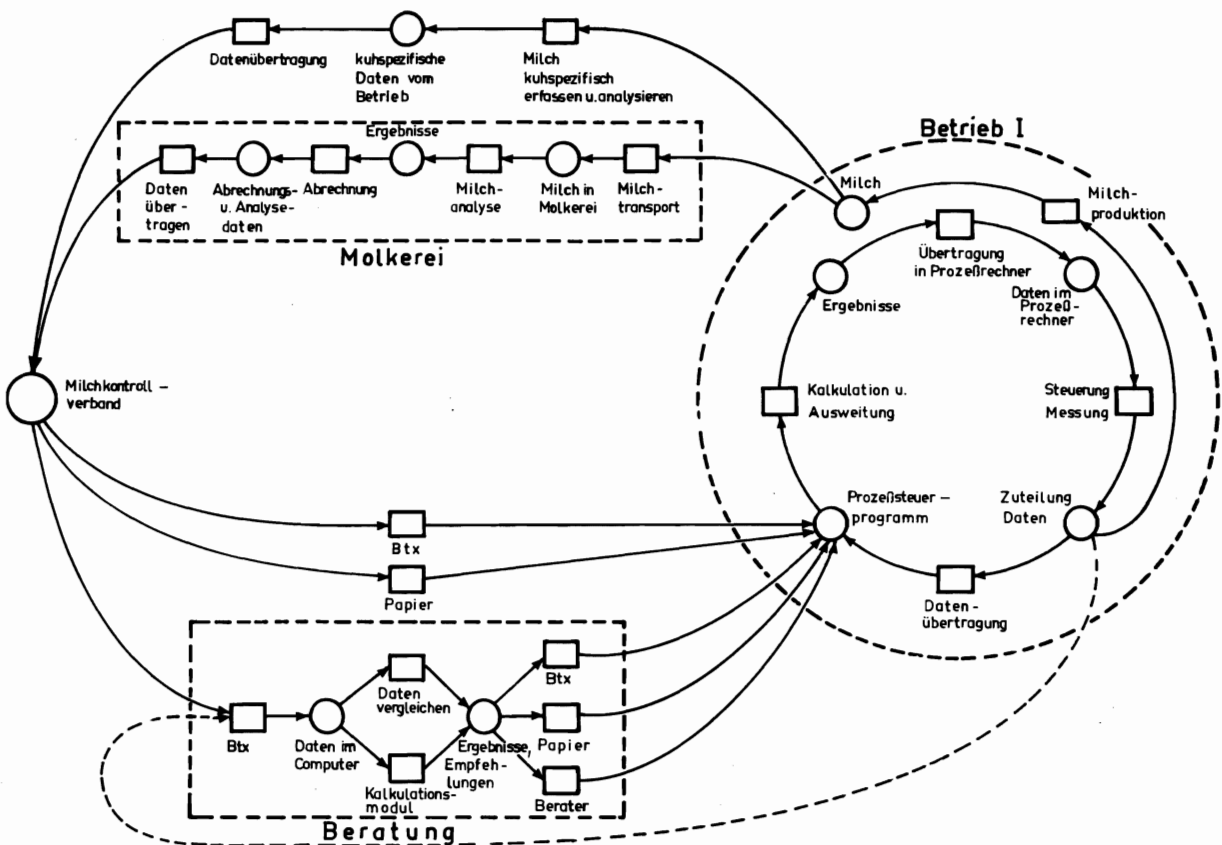 Datenübertragung
kuhspezifische
Daten vom
Betrieb
Milch
kuhspezifisch
erfassen u.analysieren
Ergebnisse
Daten
über-
tragen
Abrechnungs-
u. Analyse-
daten
Abrechnung
Milch-
analyse
Milch in
Molkerei
Milch-
transport
Molkerei
Betrieb I
Milch
Milch-
produktion
Übertragung
in Prozeßrechner
Ergebnisse
Daten im
Prozeß-
rechner
Milchkontroll-
verband
Kalkulation u.
Ausweitung
Steuerung
Messung
Prozeßsteuer-
programm
Zuteilung
Daten
Daten-
übertragung
Btx
Papier
Btx
Daten im
Computer
Daten
vergleichen
Kalkulations-
modul
Ergebnisse,
Empfeh-
lungen
Btx
Papier
Berater
Beratung